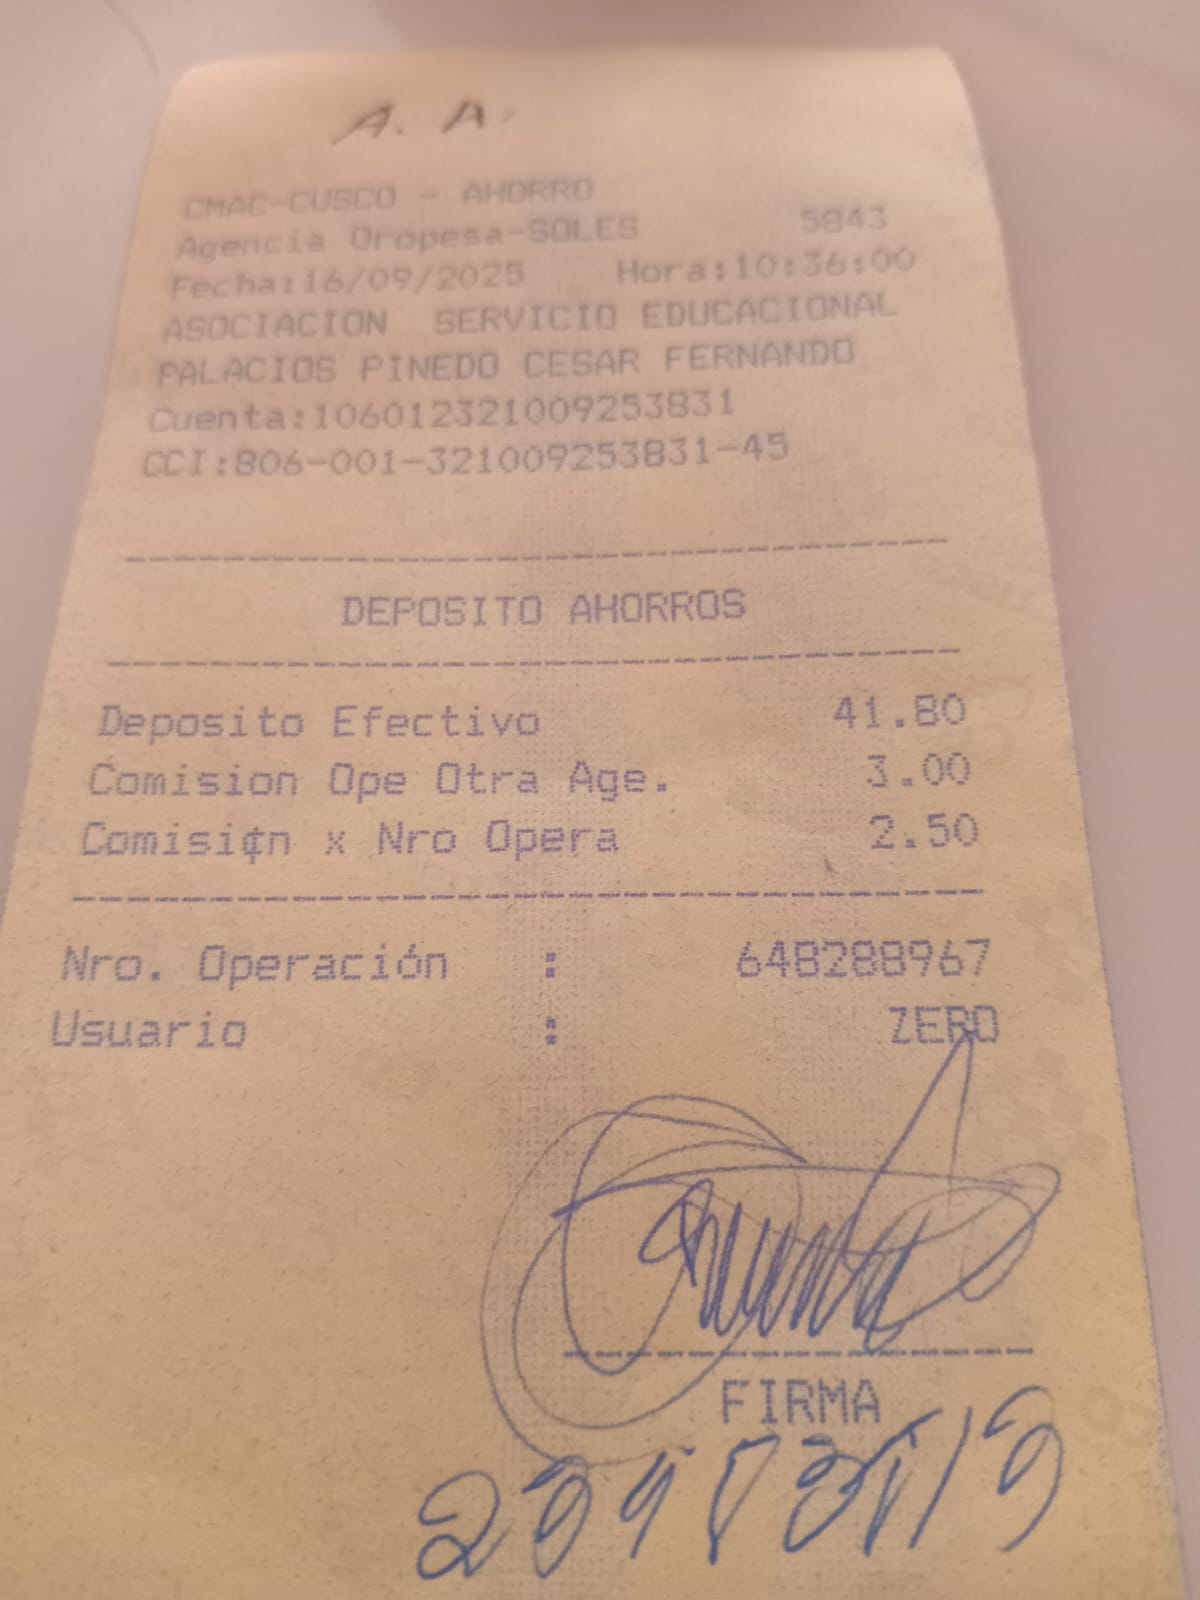 A. A.
CMAC-CUSCO - AHORRO
Agencia Oropesa-SOLES 5843
Fecha:16/09/2025 Hora:10:36:00
ASOCIACION SERVICIO EDUCACIONAL
PALACIOS PINEDO CESAR FERNANDO
Cuenta:106012321009253831
CCI:806-001-321009253831-45
DEPOSITO AHORROS
Deposito Efectivo 41.80
Comision Ope Otra Age. 3.00
Comisi¢n x Nro Opera 2.50
Nro. Operación : 648288967
Usuario : ZERO
FIRMA